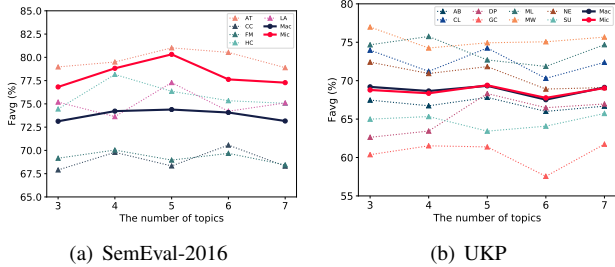 85.0
82.5
80.0
77.5
75.0
72.5
70.0
67.5
65.0
Favg (%)
3 4 5 6 7
The number of topics
AT
CC
FM
HC
LA
Mac
Mic
(a) SemEval-2016
80
75
70
65
60
55
Favg (%)
3 4 5 6 7
The number of topics
AB
CL
DP
GC
ML
MW
NE
SU
Mac
Mic
(b) UKP